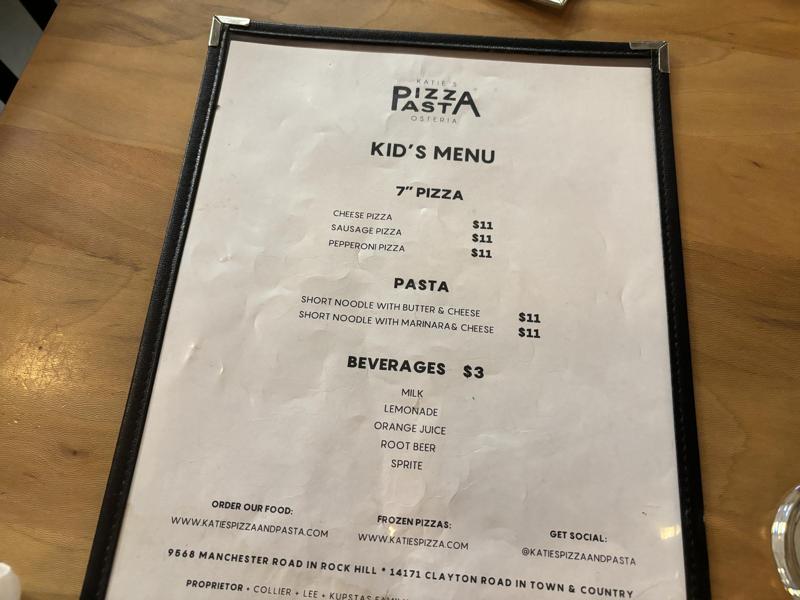 KATIE'S
PIZZA
PASTA
OSTERIA
KID'S MENU
7" PIZZA
CHEESE PIZZA $11
SAUSAGE PIZZA $11
PEPPERONI PIZZA $11
PASTA
SHORT NOODLE WITH BUTTER & CHEESE $11
SHORT NOODLE WITH MARINARA & CHEESE $11
BEVERAGES $3
MILK
LEMONADE
ORANGE JUICE
ROOT BEER
SPRITE
ORDER OUR FOOD:
WWW.KATIESPIZZAANDPASTA.COM
FROZEN PIZZAS:
WWW.KATIESPIZZA.COM
GET SOCIAL:
@KATIESPIZZAANDPASTA
9568 MANCHESTER ROAD IN ROCK HILL * 14171 CLAYTON ROAD IN TOWN & COUNTRY
PROPRIETOR • COLLIER + LEE + KUPSTAS